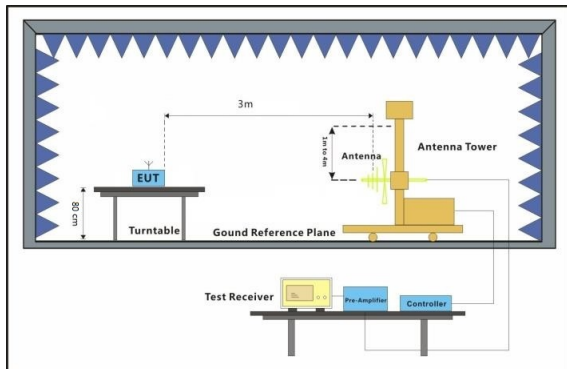 3m
1m to 4m
Antenna
Antenna Tower
EUT
80 cm
Turntable
Gound Reference Plane
Test Receiver
Pre-Amplifier
Controller